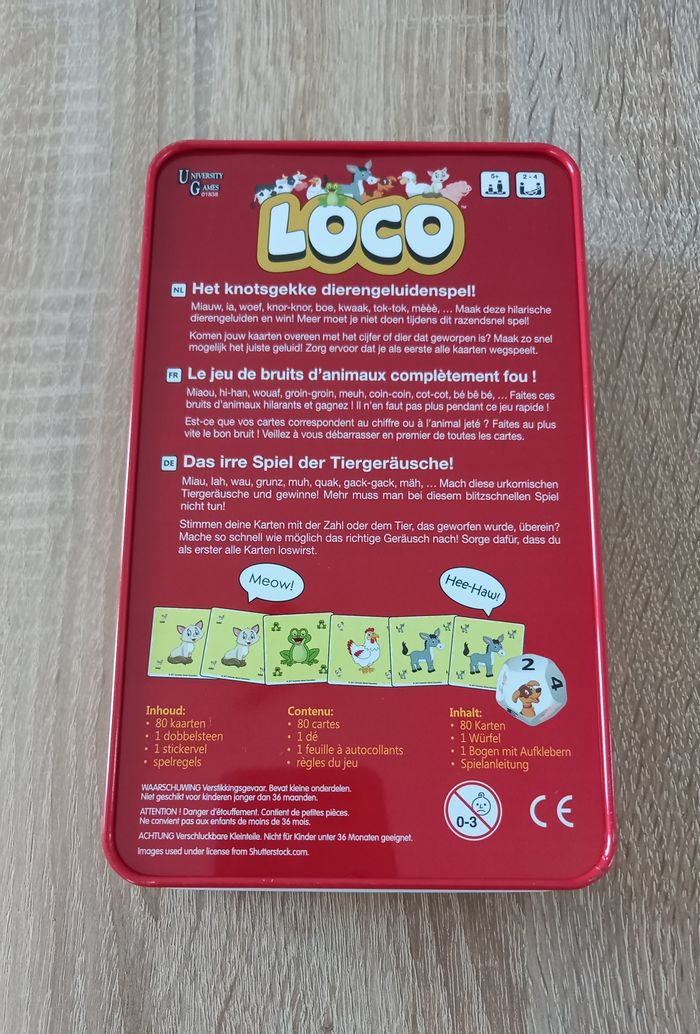 UNIVERSITY
GAMES
01838
5+
2 - 4
LOCO
TM
NL Het knotsgekke dierengeluidenspel!
Miauw, ia, woef, knor-knor, boe, kwaak, tok-tok, mèèè, ... Maak deze hilarische
dierengeluiden en win! Meer moet je niet doen tijdens dit razendsnel spel!
Komen jouw kaarten overeen met het cijfer of dier dat geworpen is? Maak zo snel
mogelijk het juiste geluid! Zorg ervoor dat je als eerste alle kaarten wegspeelt.
FR Le jeu de bruits d'animaux complètement fou !
Miaou, hi-han, wouaf, groin-groin, meuh, coin-coin, cot-cot, bé bê bé, ... Faites ces
bruits d'animaux hilarants et gagnez ! Il n'en faut pas plus pendant ce jeu rapide !
Est-ce que vos cartes correspondent au chiffre ou à l'animal jeté ? Faites au plus
vite le bon bruit ! Veillez à vous débarrasser en premier de toutes les cartes.
DE Das irre Spiel der Tiergeräusche!
Miau, Iah, wau, grunz, muh, quak, gack-gack, mäh, ... Mach diese urkomischen
Tiergeräusche und gewinne! Mehr muss man bei diesem blitzschnellen Spiel
nicht tun!
Stimmen deine Karten mit der Zahl oder dem Tier, das geworfen wurde, überein?
Mache so schnell wie möglich das richtige Geräusch nach! Sorge dafür, dass du
als erster alle Karten loswirst.
Meow!
Hee-Haw!
2
4
Inhoud:
• 80 kaarten
• 1 dobbelsteen
• 1 stickervel
• spelregels
Contenu:
• 80 cartes
• 1 dé
• 1 feuille à autocollants
• règles du jeu
Inhalt:
• 80 Karten
• 1 Würfel
• 1 Bogen mit Aufklebern
• Spielanleitung
WAARSCHUWING Verstikkingsgevaar. Bevat kleine onderdelen.
Niet geschikt voor kinderen jonger dan 36 maanden.
ATTENTION ! Danger d'étouffement. Contient de petites pièces.
Ne convient pas aux enfants de moins de 36 mois.
ACHTUNG Verschluckbare Kleinteile. Nicht für Kinder unter 36 Monaten geeignet.
Images used under license from Shutterstock.com.
0-3
CE